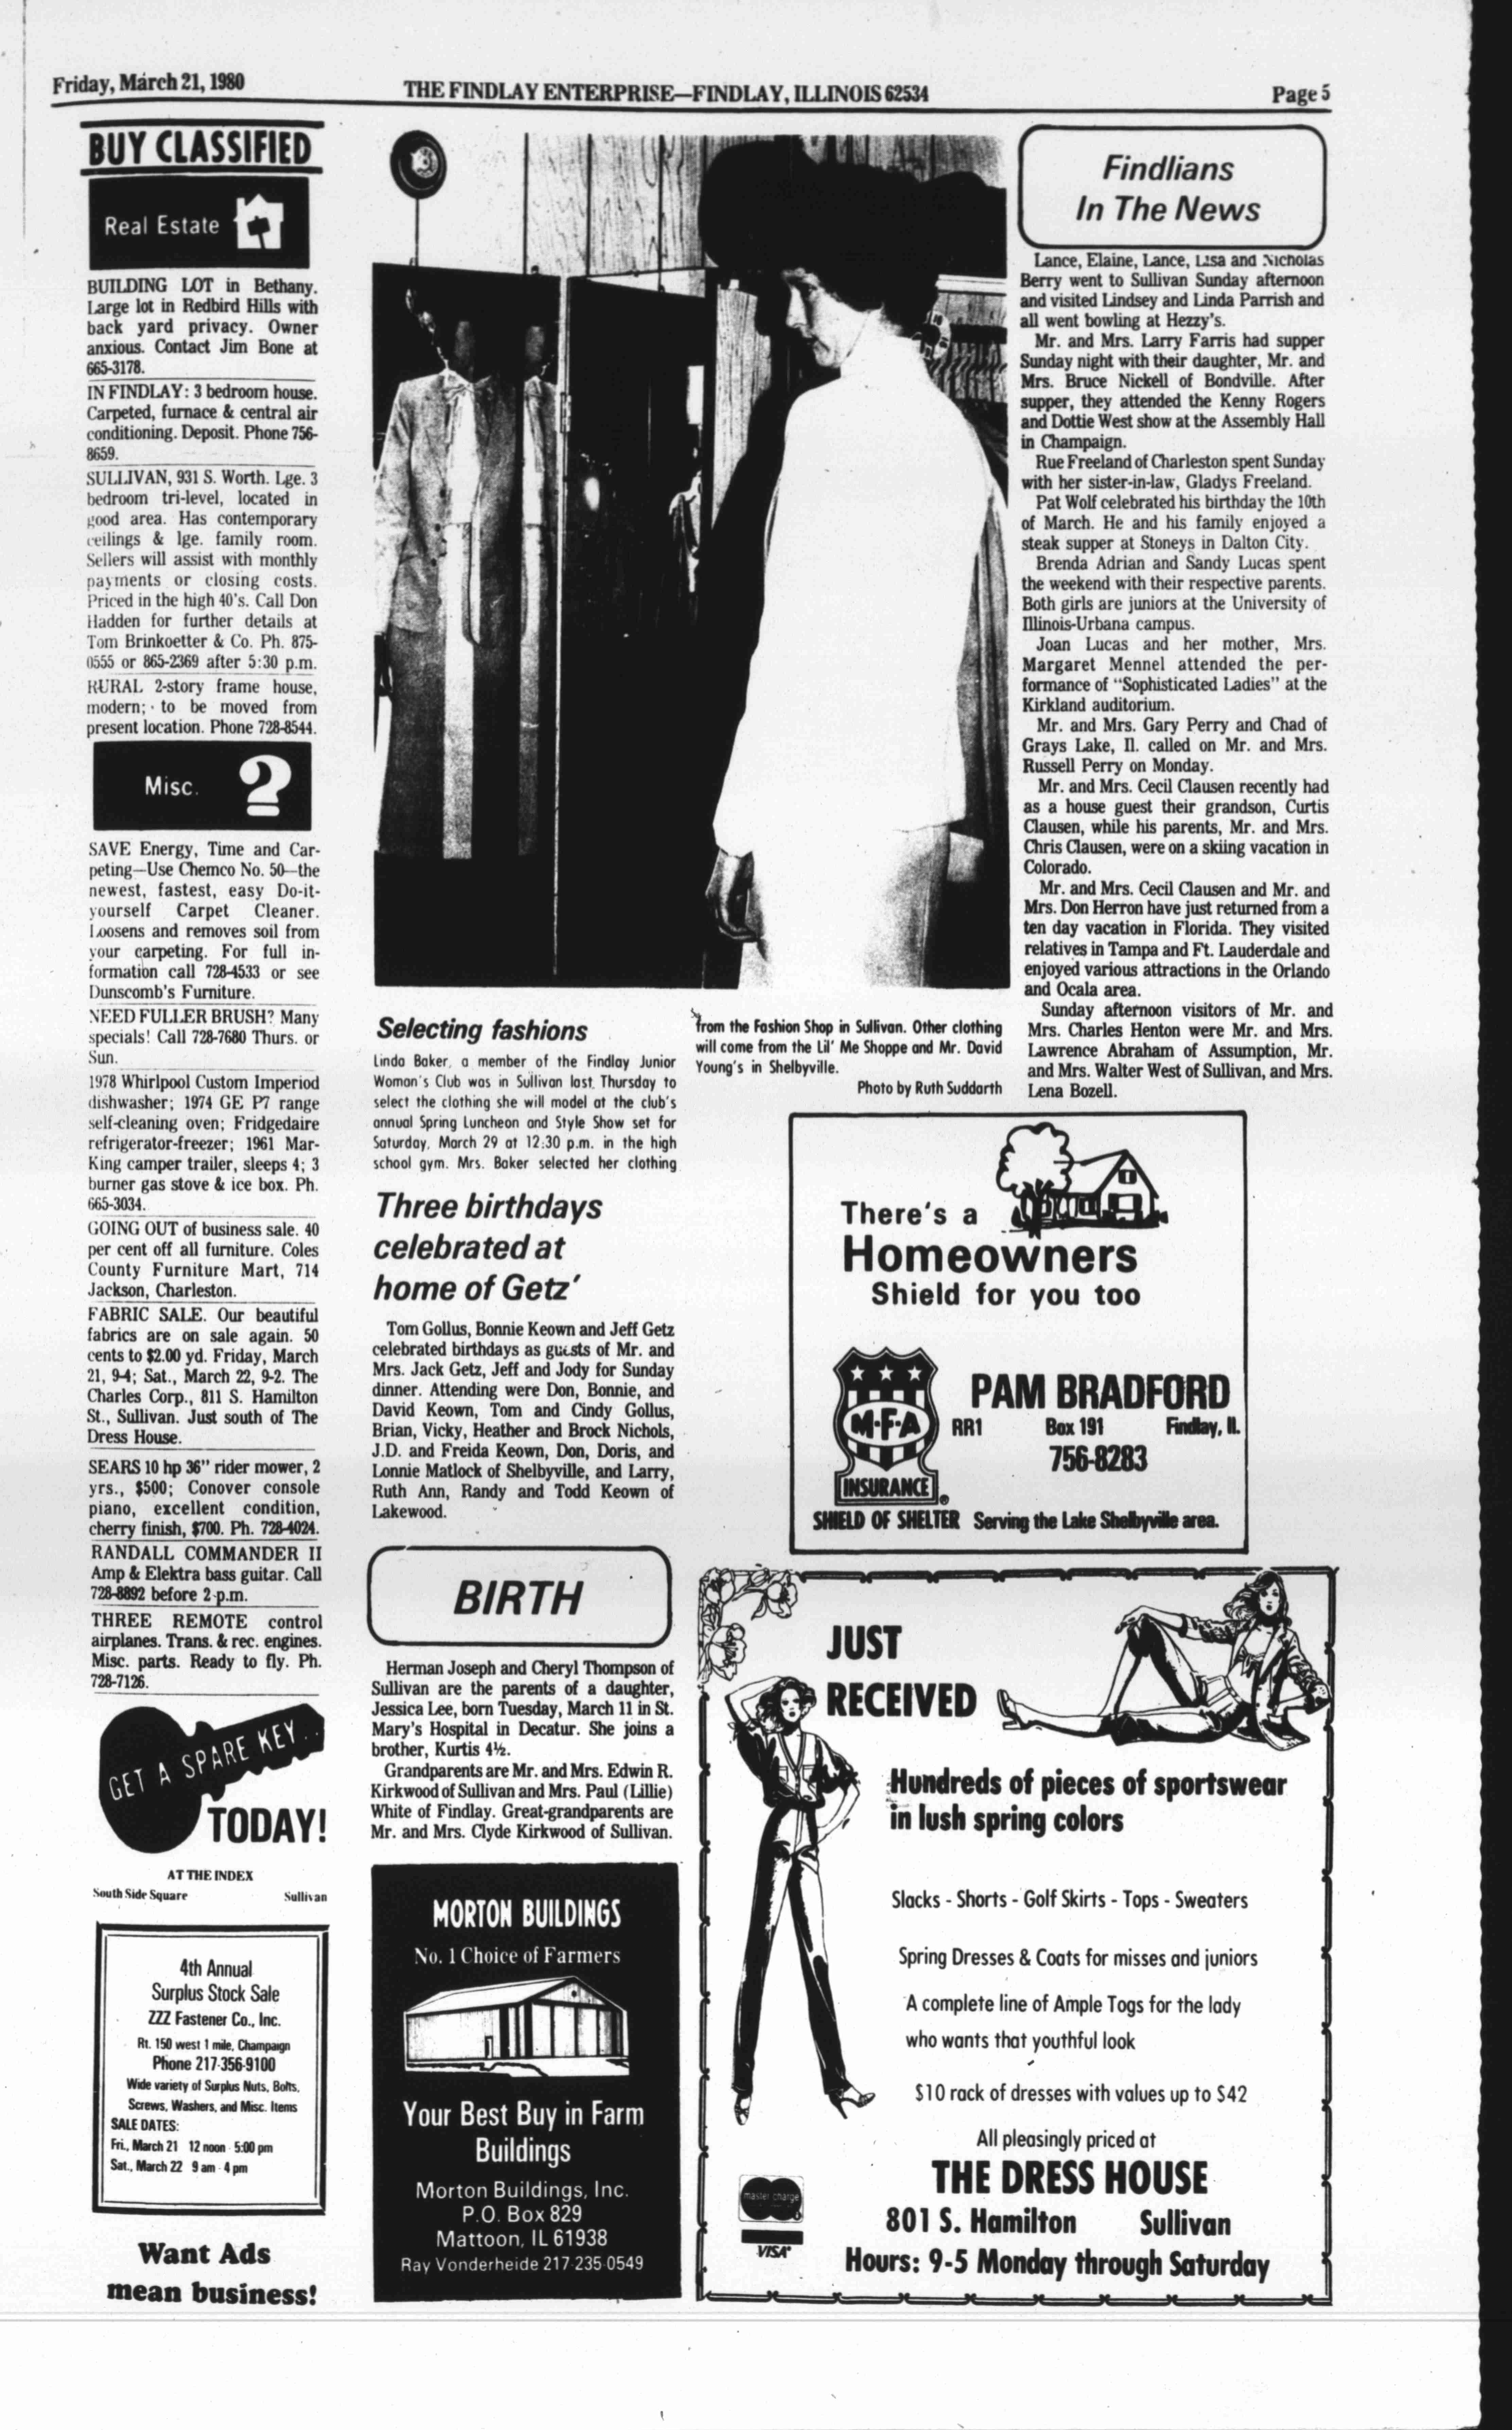 Friday, March 21, 1980
THE FINDLAY ENTERPRISE—FINDLAY, ILLINOIS 62534
Page 5
BUY CLASSIFIED
Real Estate
BUILDING LOT in Bethany.
Large lot in Redbird Hills with
back yard privacy. Owner
anxious. Contact Jim Bone at
665-3178.
IN FINDLAY: 3 bedroom house.
Carpeted, furnace & central air
conditioning. Deposit. Phone 756-
8659.
SULLIVAN, 931 S. Worth. Lge. 3
bedroom tri-level, located in
good area. Has contemporary
ceilings & lge. family room.
Sellers will assist with monthly
payments or closing costs.
Priced in the high 40's. Call Don
Hadden for further details at
Tom Brinkoetter & Co. Ph. 875-
0555 or 865-2369 after 5:30 p.m.
RURAL 2-story frame house,
modern; to be moved from
present location. Phone 728-8544.
Misc.
SAVE Energy, Time and Car-
peting—Use Chemco No. 50—the
newest, fastest, easy Do-it-
yourself Carpet Cleaner.
Loosens and removes soil from
your carpeting. For full in-
formation call 728-4533 or see
Dunscomb's Furniture.
NEED FULLER BRUSH? Many
specials! Call 728-7680 Thurs. or
Sun.
1978 Whirlpool Custom Imperiod
dishwasher; 1974 GE P7 range
self-cleaning oven; Fridgedaire
refrigerator-freezer; 1961 Mar-
King camper trailer, sleeps 4; 3
burner gas stove & ice box. Ph.
665-3034.
GOING OUT of business sale. 40
per cent off all furniture. Coles
County Furniture Mart, 714
Jackson, Charleston.
FABRIC SALE. Our beautiful
fabrics are on sale again. 50
cents to $2.00 yd. Friday, March
21, 9-4; Sat., March 22, 9-2. The
Charles Corp., 811 S. Hamilton
St., Sullivan. Just south of The
Dress House.
SEARS 10 hp 36" rider mower, 2
yrs., $500; Conover console
piano, excellent condition,
cherry finish, $700. Ph. 728-4024.
RANDALL COMMANDER II
Amp & Elektra bass guitar. Call
728-8892 before 2 p.m.
THREE REMOTE control
airplanes. Trans. & rec. engines.
Misc. parts. Ready to fly. Ph.
728-7126.
GET A SPARE KEY..
TODAY!
AT THE INDEX
South Side Square Sullivan
4th Annual
Surplus Stock Sale
ZZZ Fastener Co., Inc.
Rt. 150 west 1 mile, Champaign
Phone 217-356-9100
Wide variety of Surplus Nuts, Bolts,
Screws, Washers, and Misc. Items
SALE DATES:
Fri., March 21 12 noon - 5:00 pm
Sat., March 22 9 am - 4 pm
Want Ads
mean business!
Selecting fashions
Linda Baker, a member of the Findlay Junior
Woman's Club was in Sullivan last Thursday to
select the clothing she will model at the club's
annual Spring Luncheon and Style Show set for
Saturday, March 29 at 12:30 p.m. in the high
school gym. Mrs. Baker selected her clothing
from the Fashion Shop in Sullivan. Other clothing
will come from the Lil' Me Shoppe and Mr. David
Young's in Shelbyville.
Photo by Ruth Suddarth
Three birthdays
celebrated at
home of Getz'
Tom Gollus, Bonnie Keown and Jeff Getz
celebrated birthdays as guests of Mr. and
Mrs. Jack Getz, Jeff and Jody for Sunday
dinner. Attending were Don, Bonnie, and
David Keown, Tom and Cindy Gollus,
Brian, Vicky, Heather and Brock Nichols,
J.D. and Freida Keown, Don, Doris, and
Lonnie Matlock of Shelbyville, and Larry,
Ruth Ann, Randy and Todd Keown of
Lakewood.
BIRTH
Herman Joseph and Cheryl Thompson of
Sullivan are the parents of a daughter,
Jessica Lee, born Tuesday, March 11 in St.
Mary's Hospital in Decatur. She joins a
brother, Kurtis 4½.
Grandparents are Mr. and Mrs. Edwin R.
Kirkwood of Sullivan and Mrs. Paul (Lillie)
White of Findlay. Great-grandparents are
Mr. and Mrs. Clyde Kirkwood of Sullivan.
MORTON BUILDINGS
No. 1 Choice of Farmers
Your Best Buy in Farm
Buildings
Morton Buildings, Inc.
P.O. Box 829
Mattoon, IL 61938
Ray Vonderheide 217-235-0549
Findlians
In The News
Lance, Elaine, Lance, Lisa and Nicholas
Berry went to Sullivan Sunday afternoon
and visited Lindsey and Linda Parrish and
all went bowling at Hezzy's.
Mr. and Mrs. Larry Farris had supper
Sunday night with their daughter, Mr. and
Mrs. Bruce Nickell of Bondville. After
supper, they attended the Kenny Rogers
and Dottie West show at the Assembly Hall
in Champaign.
Rue Freeland of Charleston spent Sunday
with her sister-in-law, Gladys Freeland.
Pat Wolf celebrated his birthday the 10th
of March. He and his family enjoyed a
steak supper at Stoneys in Dalton City.
Brenda Adrian and Sandy Lucas spent
the weekend with their respective parents.
Both girls are juniors at the University of
Illinois-Urbana campus.
Joan Lucas and her mother, Mrs.
Margaret Mennel attended the per-
formance of "Sophisticated Ladies" at the
Kirkland auditorium.
Mr. and Mrs. Gary Perry and Chad of
Grays Lake, Il. called on Mr. and Mrs.
Russell Perry on Monday.
Mr. and Mrs. Cecil Clausen recently had
as a house guest their grandson, Curtis
Clausen, while his parents, Mr. and Mrs.
Chris Clausen, were on a skiing vacation in
Colorado.
Mr. and Mrs. Cecil Clausen and Mr. and
Mrs. Don Herron have just returned from a
ten day vacation in Florida. They visited
relatives in Tampa and Ft. Lauderdale and
enjoyed various attractions in the Orlando
and Ocala area.
Sunday afternoon visitors of Mr. and
Mrs. Charles Henton were Mr. and Mrs.
Lawrence Abraham of Assumption, Mr.
and Mrs. Walter West of Sullivan, and Mrs.
Lena Bozell.
There's a
Homeowners
Shield for you too
M·F·A
INSURANCE ®
PAM BRADFORD
RR1 Box 191 Findlay, Il.
756-8283
SHIELD OF SHELTER Serving the Lake Shelbyville area.
JUST
RECEIVED
Hundreds of pieces of sportswear
in lush spring colors
Slacks - Shorts - Golf Skirts - Tops - Sweaters
Spring Dresses & Coats for misses and juniors
A complete line of Ample Togs for the lady
who wants that youthful look
$10 rack of dresses with values up to $42
All pleasingly priced at
THE DRESS HOUSE
801 S. Hamilton Sullivan
Hours: 9-5 Monday through Saturday
master charge
VISA